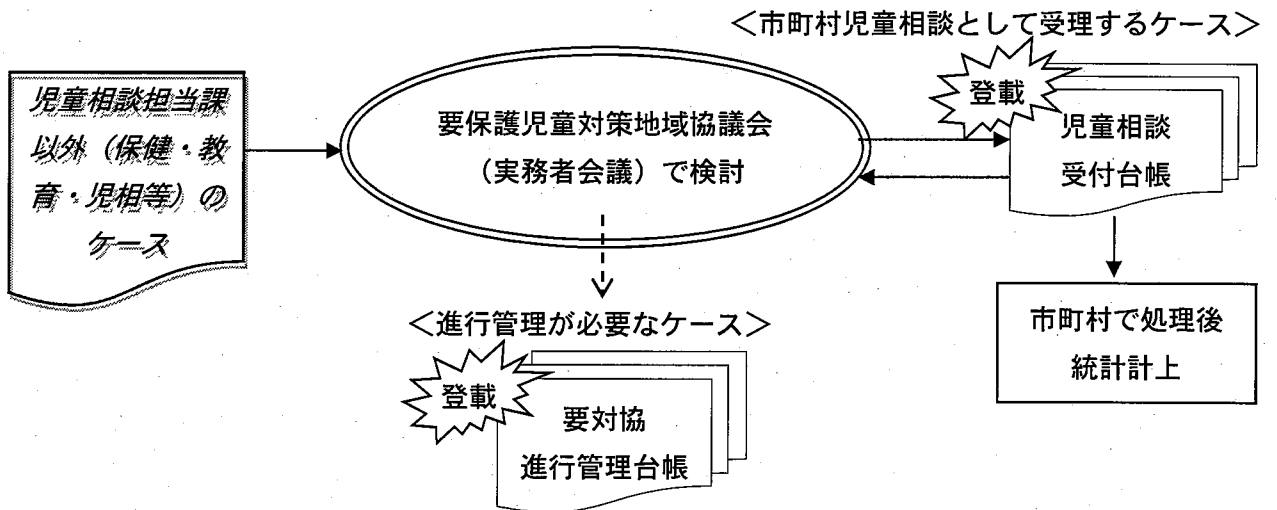 <市町村児童相談として受理するケース>
児童相談担当課
以外（保健・教
育・児相等）の
ケース
要保護児童対策地域協議会
（実務者会議）で検討
登載
児童相談
受付台帳
<進行管理が必要なケース>
登載
要対協
進行管理台帳
市町村で処理後
統計計上